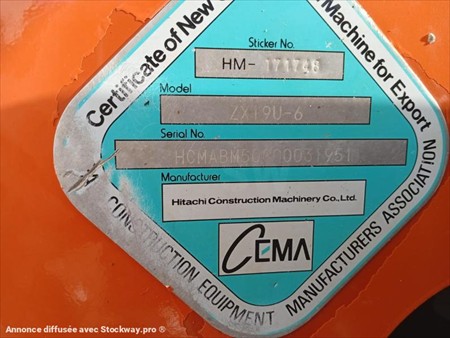 Certificate of New
Machine for Export
Sticker No.
HM- 171748
Model
ZX19U-6
Serial No.
Manufacturer
Hitachi Construction Machinery Co., Ltd.
CEMA
CONSTRUCTION EQUIPMENT MANUFACTURERS ASSOCIATION
Annonce diffusée avec Stockway.pro ®